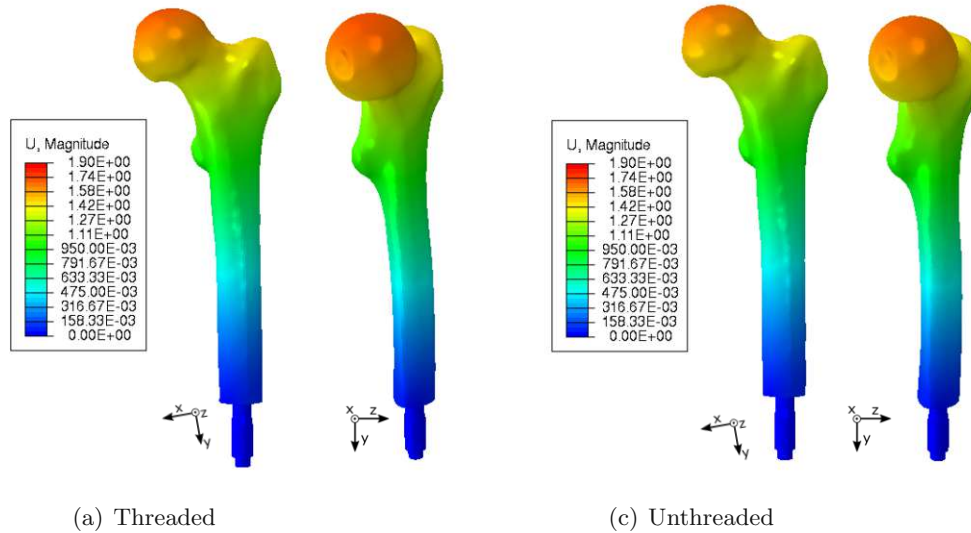 U, Magnitude
1.90E+00
1.74E+00
1.58E+00
1.42E+00
1.27E+00
1.11E+00
950.00E-03
791.67E-03
633.33E-03
475.00E-03
316.67E-03
158.33E-03
0.00E+00
x z
y
x z
y
U, Magnitude
1.90E+00
1.74E+00
1.58E+00
1.42E+00
1.27E+00
1.11E+00
950.00E-03
791.67E-03
633.33E-03
475.00E-03
316.67E-03
158.33E-03
0.00E+00
x z
y
x z
y
(a) Threaded
(c) Unthreaded